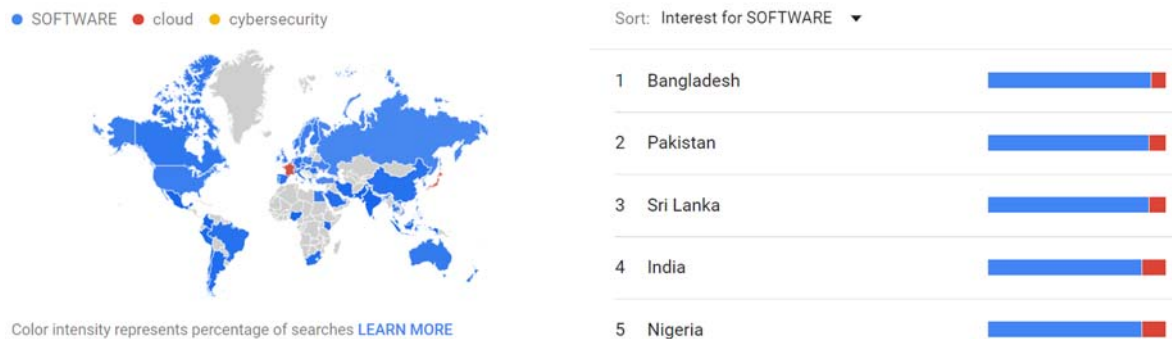 SOFTWARE cloud cybersecurity
Color intensity represents percentage of searches LEARN MORE
Sort: Interest for SOFTWARE
1 Bangladesh
2 Pakistan
3 Sri Lanka
4 India
5 Nigeria